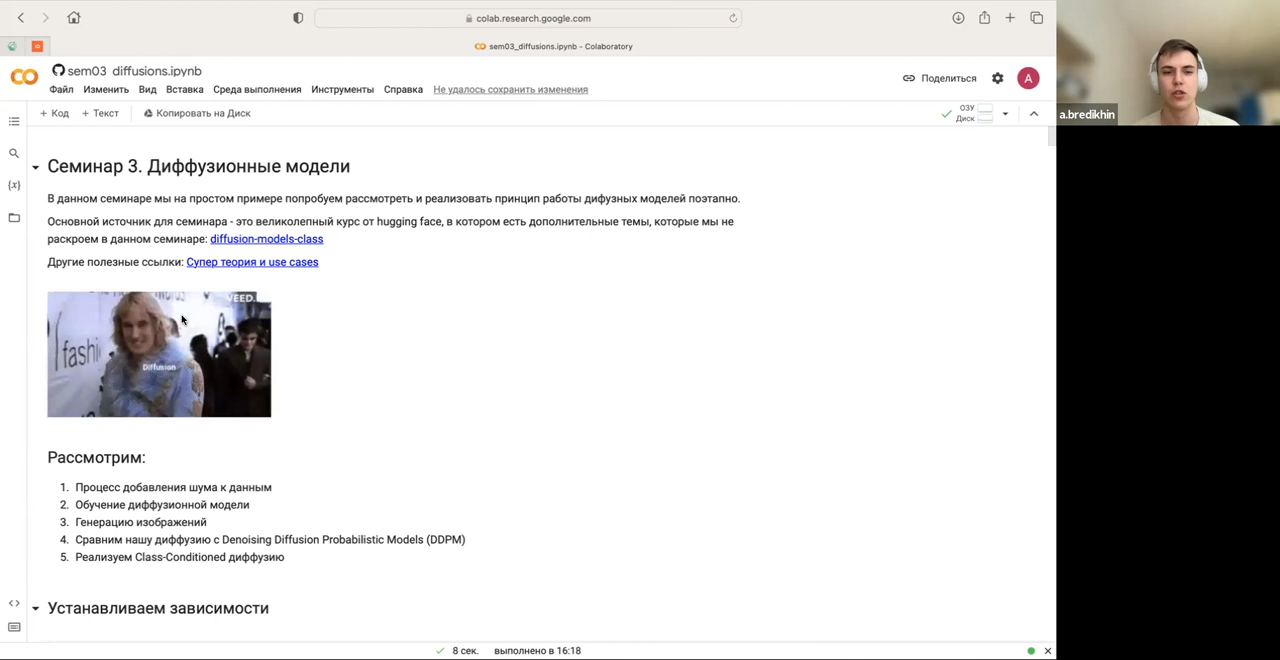 colab.research.google.com
sem03_diffusions.ipynb - Colaboratory
sem03 diffusions.ipynb
Поделиться
A
Файл Изменить Вид Вставка Среда выполнения Инструменты Справка Не удалось сохранить изменения
+ Код + Текст Копировать на Диск
ОЗУ
Диск
a.bredikhin
Семинар 3. Диффузионные модели
В данном семинаре мы на простом примере попробуем рассмотреть и реализовать принцип работы дифузных моделей поэтапно.
Основной источник для семинара - это великолепный курс от hugging face, в котором есть дополнительные темы, которые мы не
раскроем в данном семинаре: diffusion-models-class
Другие полезные ссылки: Супер теория и use cases
VEED.
fashi
Diffusion
Рассмотрим:
1. Процесс добавления шума к данным
2. Обучение диффузионной модели
3. Генерацию изображений
4. Сравним нашу диффузию с Denoising Diffusion Probabilistic Models (DDPM)
5. Реализуем Class-Conditioned диффузию
Устанавливаем зависимости
8 сек. выполнено в 16:18